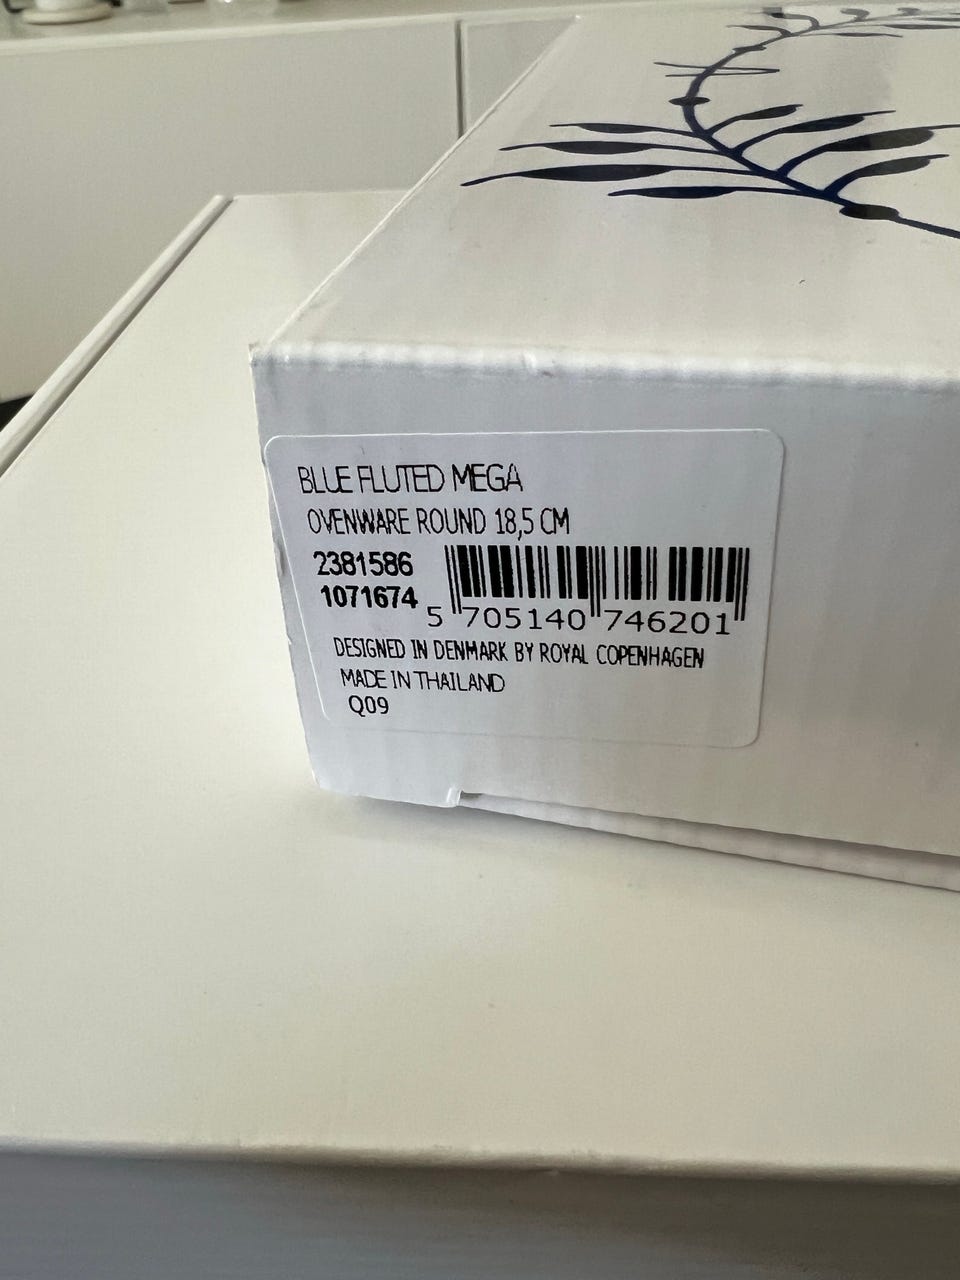 BLUE FLUTED MEGA
OVENWARE ROUND 18,5 CM
2381586
1071674
5 705140 746201
DESIGNED IN DENMARK BY ROYAL COPENHAGEN
MADE IN THAILAND
Q09